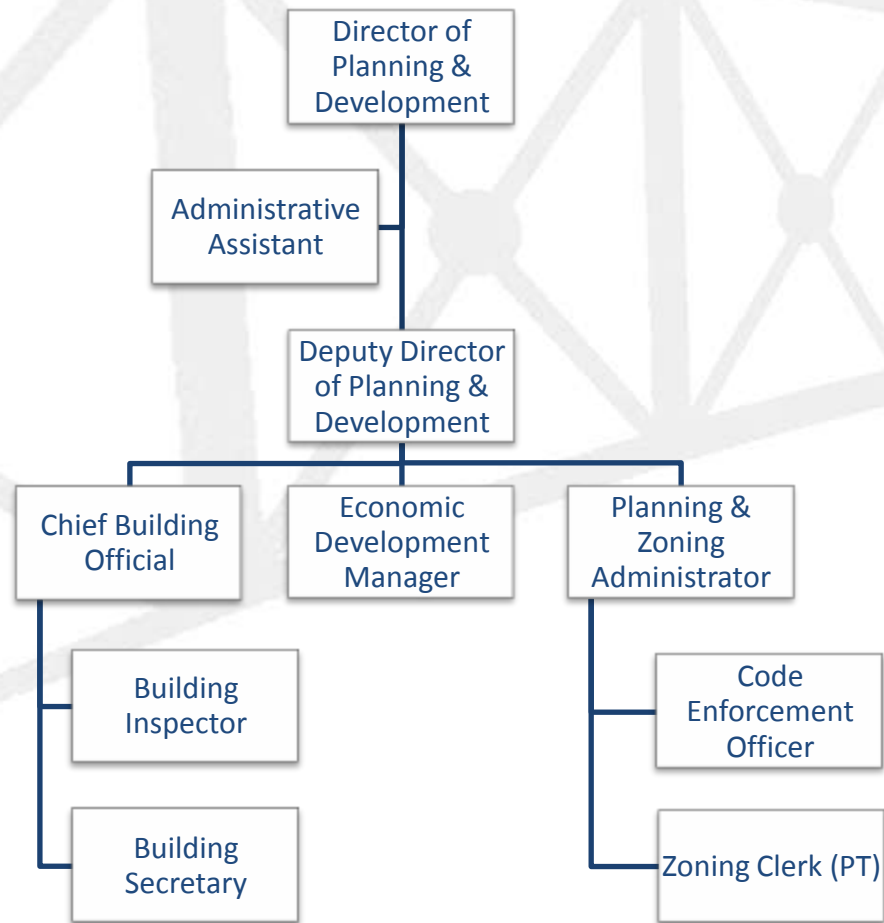 Director of
Planning &
Development
Administrative
Assistant
Deputy Director
of Planning &
Development
Chief Building
Official
Economic
Development
Manager
Planning &
Zoning
Administrator
Building
Inspector
Code
Enforcement
Officer
Building
Secretary
Zoning Clerk (PT)